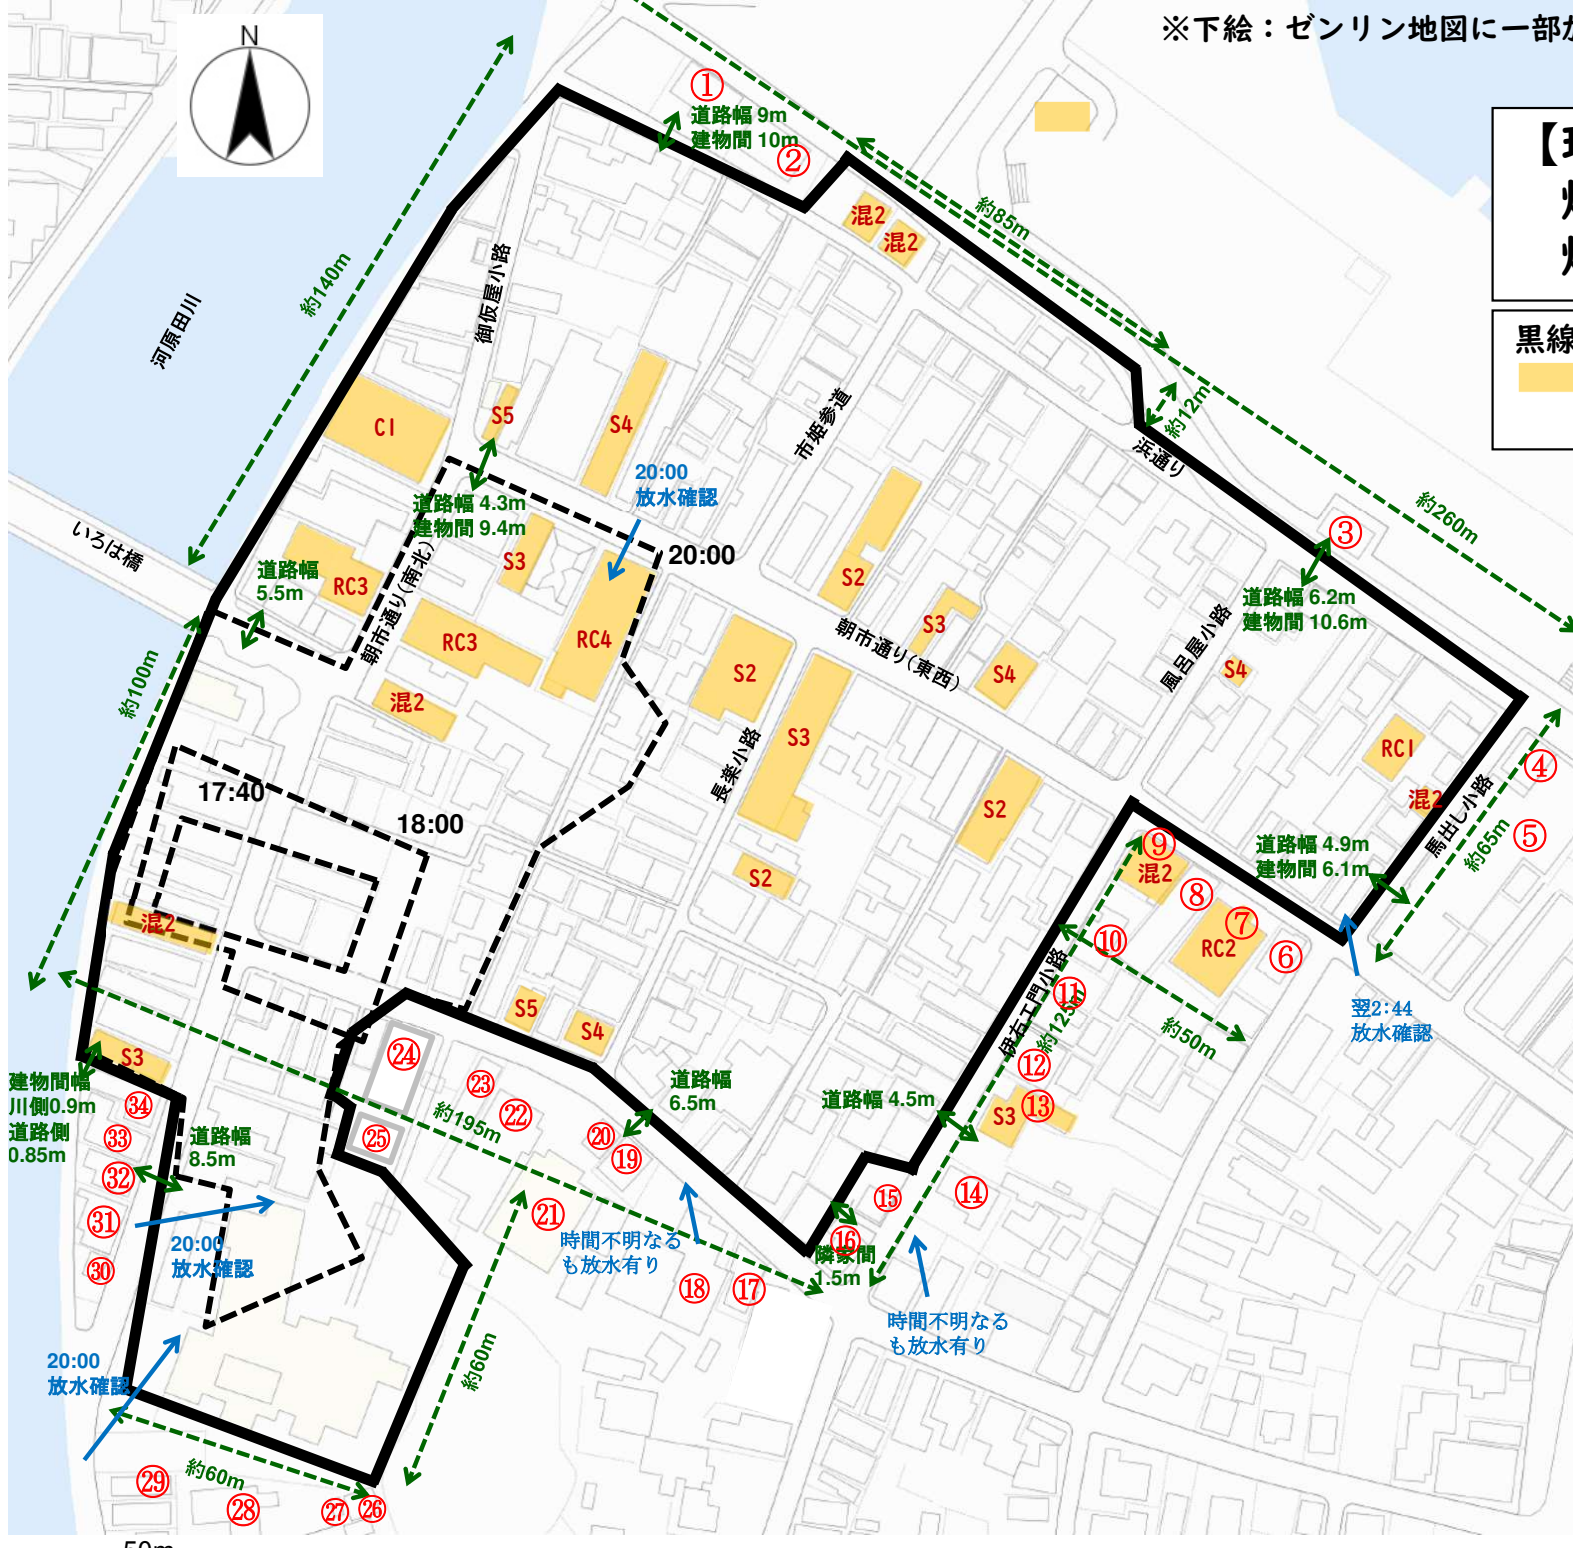 ※下絵：ゼンリン地図に一部
N
①
道路幅 9m
建物間 10m
②
混2
混2
約85m
約140m
御仮屋小路
河原田川
【
黒線
約12m
浜通り
市姫参道
C1
S5
S4
20:00
放水確認
道路幅 4.3m
建物間 9.4m
約260m
③
いろは橋
道路幅
5.5m
RC3
朝市通り(南北)
S3
20:00
RC3
RC4
S2
S3
朝市通り(東西)
道路幅 6.2m
建物間 10.6m
風呂屋小路
S4
S4
混2
S2
S3
長楽小路
約100m
RC1
混2
馬出し小路
④
⑤
約65m
17:40
18:00
S2
S2
道路幅 4.9m
建物間 6.1m
⑨
混2
⑧
⑦
RC2
⑥
⑩
混2
伊右エ門小路
⑪
約50m
翌2:44
放水確認
S5
S4
S3
㉔
㉓
㉒
約195m
㉕
⑳
⑲
道路幅
6.5m
道路幅 4.5m
⑫
S3
⑬
建物間幅
川側0.9m
道路側
0.85m
㉞
㉝
㉜
㉛
㉚
道路幅
8.5m
20:00
放水確認
㉑
時間不明なる
も放水有り
⑱
⑰
⑯
隣家間
1.5m
⑮
⑭
時間不明なる
も放水有り
20:00
放水確認
約60m
約60m
㉙
㉘
㉗
㉖